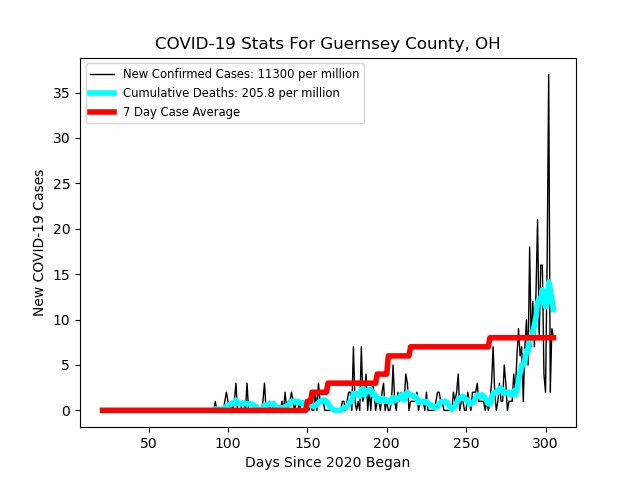 COVID-19 Stats For Guernsey County, OH
New Confirmed Cases: 11300 per million
Cumulative Deaths: 205.8 per million
7 Day Case Average
New COVID-19 Cases
35
30
25
20
15
10
5
0
50 100 150 200 250 300
Days Since 2020 Began